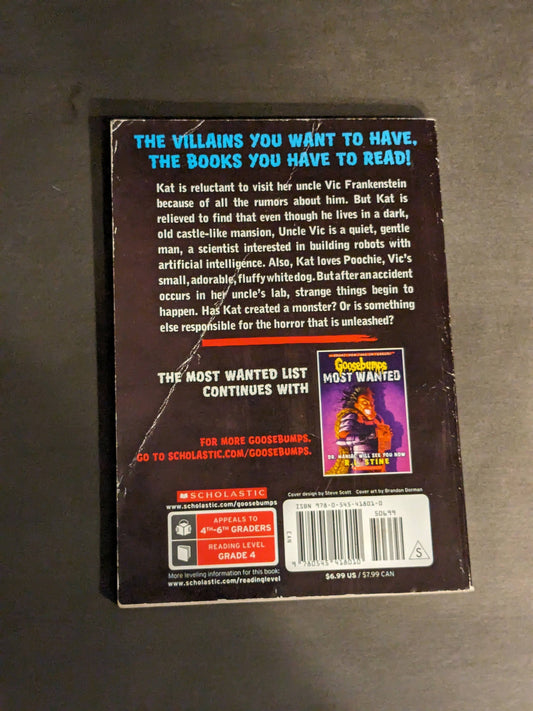 THE VILLAINS YOU WANT TO HAVE,
THE BOOKS YOU HAVE TO READ!
Kat is reluctant to visit her uncle Vic Frankenstein
because of all the rumors about him. But Kat is
relieved to find that even though he lives in a dark,
old castle-like mansion, Uncle Vic is a quiet, gentle
man, a scientist interested in building robots with
artificial intelligence. Also, Kat loves Poochie, Vic's
small, adorable, fluffy white dog. But after an accident
occurs in her uncle's lab, strange things begin to
happen. Has Kat created a monster? Or is something
else responsible for the horror that is unleashed?
THE MOST WANTED LIST
CONTINUES WITH
Goosebumps
MOST WANTED
DR. MANIAC WILL SEE YOU NOW
R.L. STINE
FOR MORE GOOSEBUMPS,
GO TO SCHOLASTIC.COM/GOOSEBUMPS.
SCHOLASTIC
www.scholastic.com/goosebumps
APPEALS TO
4TH–6TH GRADERS
READING LEVEL
GRADE 4
More leveling information for this book:
www.scholastic.com/readinglevel
Cover design by Steve Scott Cover art by Brandon Dorman
ISBN 978-0-545-41801-0
50699
EAN
9 780545 418010
S
$6.99 US / $7.99 CAN